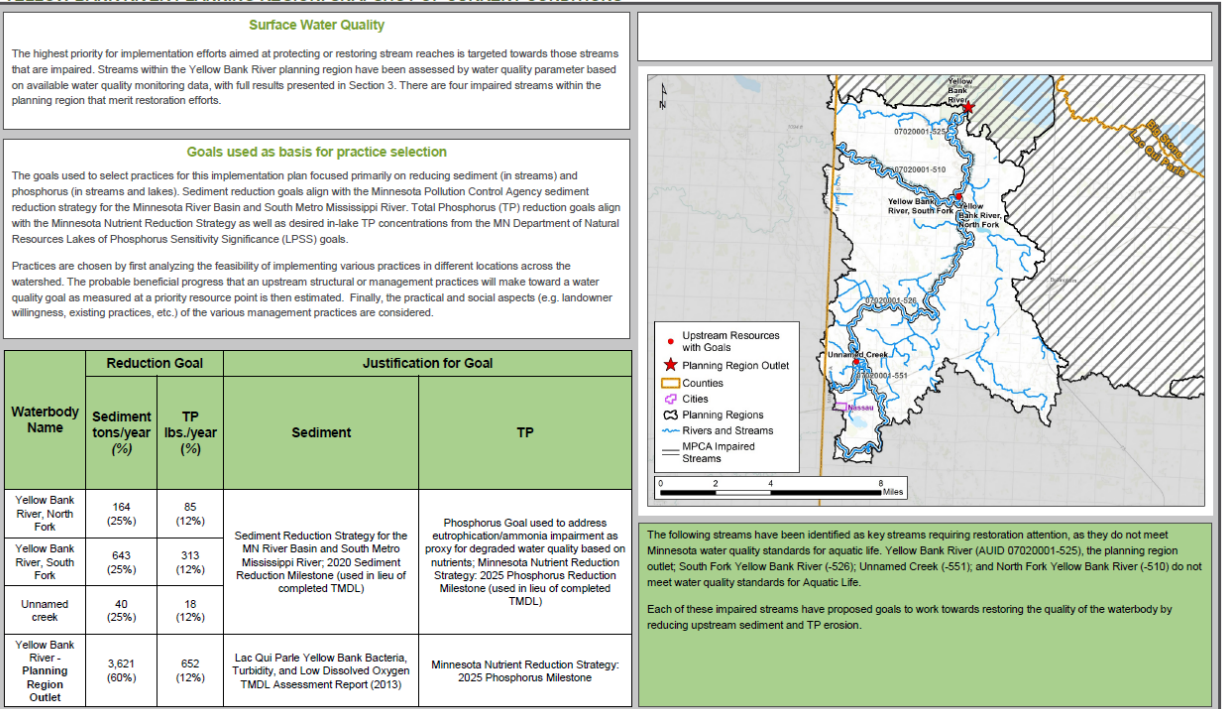 Surface Water Quality
The highest priority for implementation efforts aimed at protecting or restoring stream reaches is targeted towards those streams
that are impaired. Streams within the Yellow Bank River planning region have been assessed by water quality parameter based
on available water quality monitoring data, with full results presented in Section 3. There are four impaired streams within the
planning region that merit restoration efforts.
Goals used as basis for practice selection
The goals used to select practices for this implementation plan focused primarily on reducing sediment (in streams) and
phosphorus (in streams and lakes). Sediment reduction goals align with the Minnesota Pollution Control Agency sediment
reduction strategy for the Minnesota River Basin and South Metro Mississippi River. Total Phosphorus (TP) reduction goals align
with the Minnesota Nutrient Reduction Strategy as well as desired in-lake TP concentrations from the MN Department of Natural
Resources Lakes of Phosphorus Sensitivity Significance (LPSS) goals.
Practices are chosen by first analyzing the feasibility of implementing various practices in different locations across the
watershed. The probable beneficial progress that an upstream structural or management practices will make toward a water
quality goal as measured at a priority resource point is then estimated. Finally, the practical and social aspects (e.g. landowner
willingness, existing practices, etc.) of the various management practices are considered.
Reduction Goal
Justification for Goal
Waterbody
Name
Sediment
tons/year
(%)
TP
lbs./year
(%)
Sediment
TP
Yellow Bank
River, North
Fork
164
(25%)
85
(12%)
Yellow Bank
River, South
Fork
643
(25%)
313
(12%)
Unnamed
creek
40
(25%)
18
(12%)
Sediment Reduction Strategy for the
MN River Basin and South Metro
Mississippi River; 2020 Sediment
Reduction Milestone (used in lieu of
completed TMDL)
Phosphorus Goal used to address
eutrophication/ammonia impairment as
proxy for degraded water quality based on
nutrients; Minnesota Nutrient Reduction
Strategy: 2025 Phosphorus Reduction
Milestone (used in lieu of completed
TMDL)
Yellow Bank
River -
Planning
Region
Outlet
3,621
(60%)
652
(12%)
Lac Qui Parle Yellow Bank Bacteria,
Turbidity, and Low Dissolved Oxygen
TMDL Assessment Report (2013)
Minnesota Nutrient Reduction Strategy:
2025 Phosphorus Milestone
N
Yellow
Bank
River
07020001-525
07020001-510
Yellow Bank
River, South Fork
Yellow
Bank River,
North Fork
07020001-526
Unnamed Creek
07020001-551
Nassau
Big Stone
Lac Qui Parle
Upstream Resources
with Goals
Planning Region Outlet
Counties
Cities
Planning Regions
Rivers and Streams
MPCA Impaired
Streams
0 2 4 8
Miles
The following streams have been identified as key streams requiring restoration attention, as they do not meet
Minnesota water quality standards for aquatic life. Yellow Bank River (AUID 07020001-525), the planning region
outlet; South Fork Yellow Bank River (-526); Unnamed Creek (-551); and North Fork Yellow Bank River (-510) do not
meet water quality standards for Aquatic Life.
Each of these impaired streams have proposed goals to work towards restoring the quality of the waterbody by
reducing upstream sediment and TP erosion.